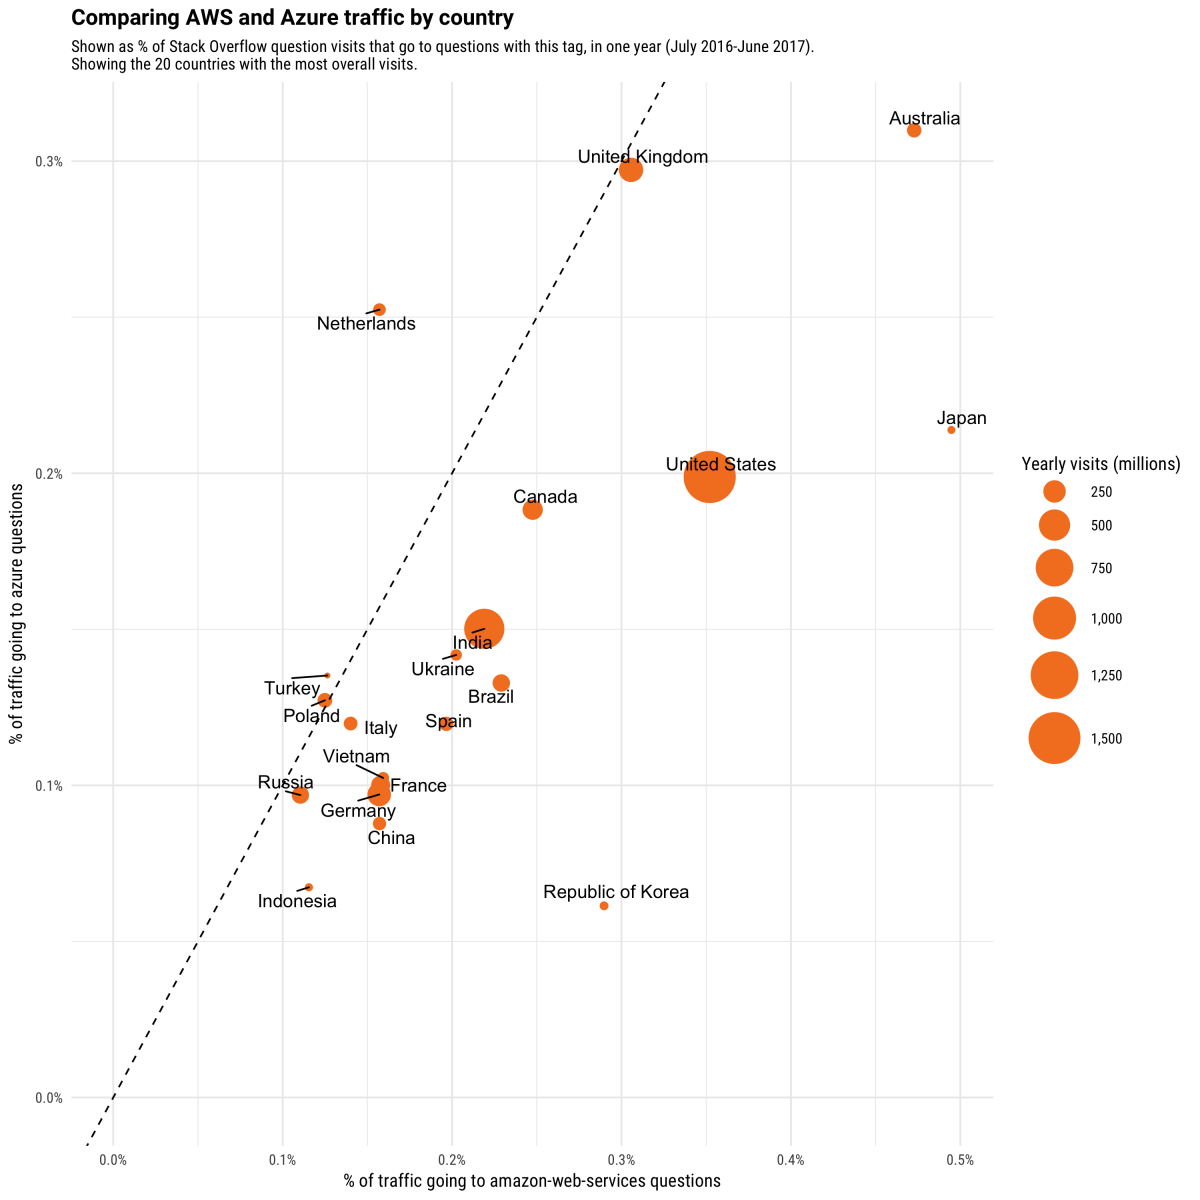 Comparing AWS and Azure traffic by country
Shown as % of Stack Overflow question visits that go to questions with this tag, in one year (July 2016-June 2017).
Showing the 20 countries with the most overall visits.
% of traffic going to azure questions
0.3%
0.2%
0.1%
0.0%
Australia
United Kingdom
Netherlands
Japan
United States
Canada
India
Ukraine
Turkey
Brazil
Poland
Spain
Italy
Vietnam
Russia
France
Germany
China
Republic of Korea
Indonesia
0.0%
0.1%
0.2%
0.3%
0.4%
0.5%
% of traffic going to amazon-web-services questions
Yearly visits (millions)
250
500
750
1,000
1,250
1,500